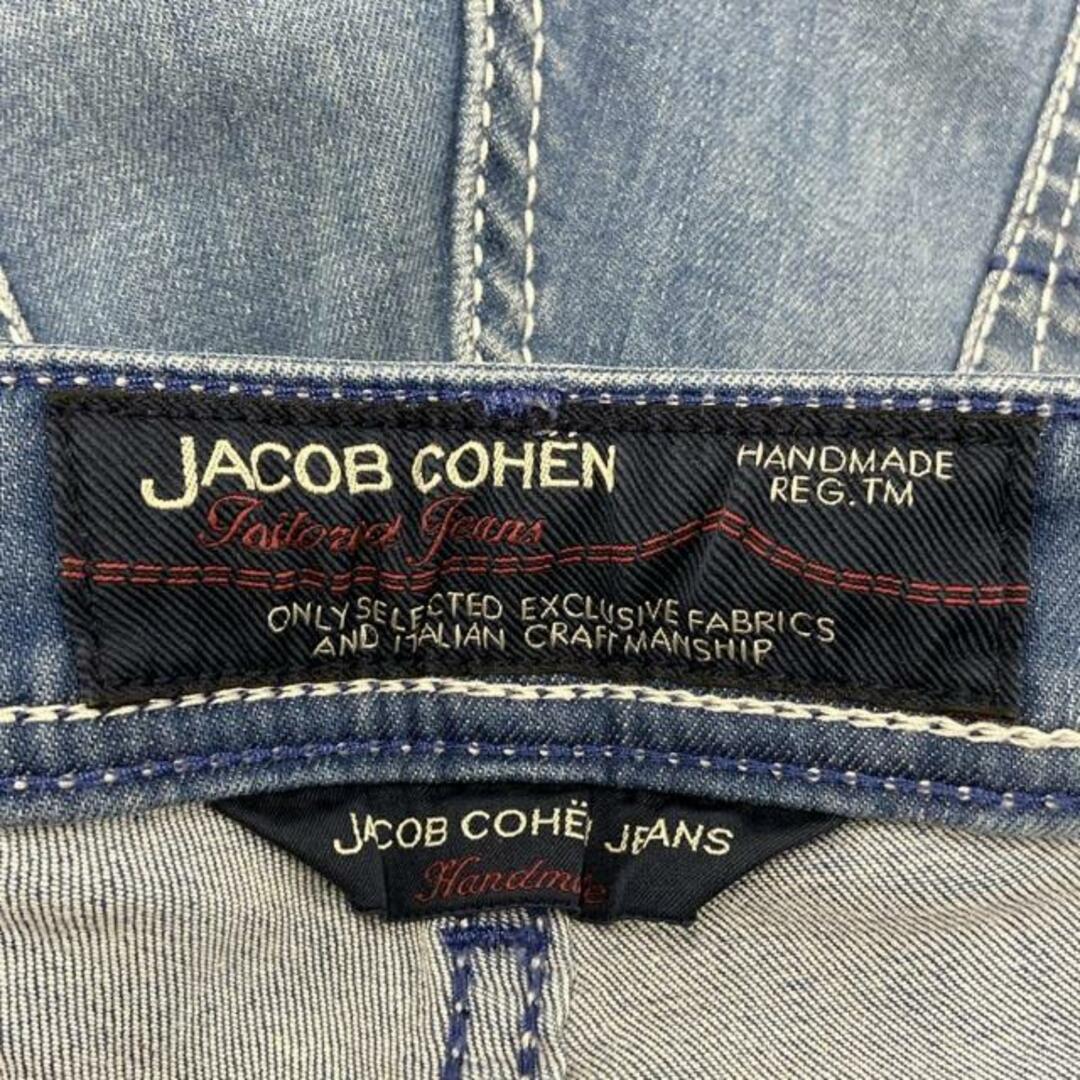 JACOB COHËN
Tailored Jeans
HANDMADE
REG.TM
ONLY SELECTED EXCLUSIVE FABRICS
AND ITALIAN CRAFTMANSHIP
JACOB COHËN JEANS
Handmade